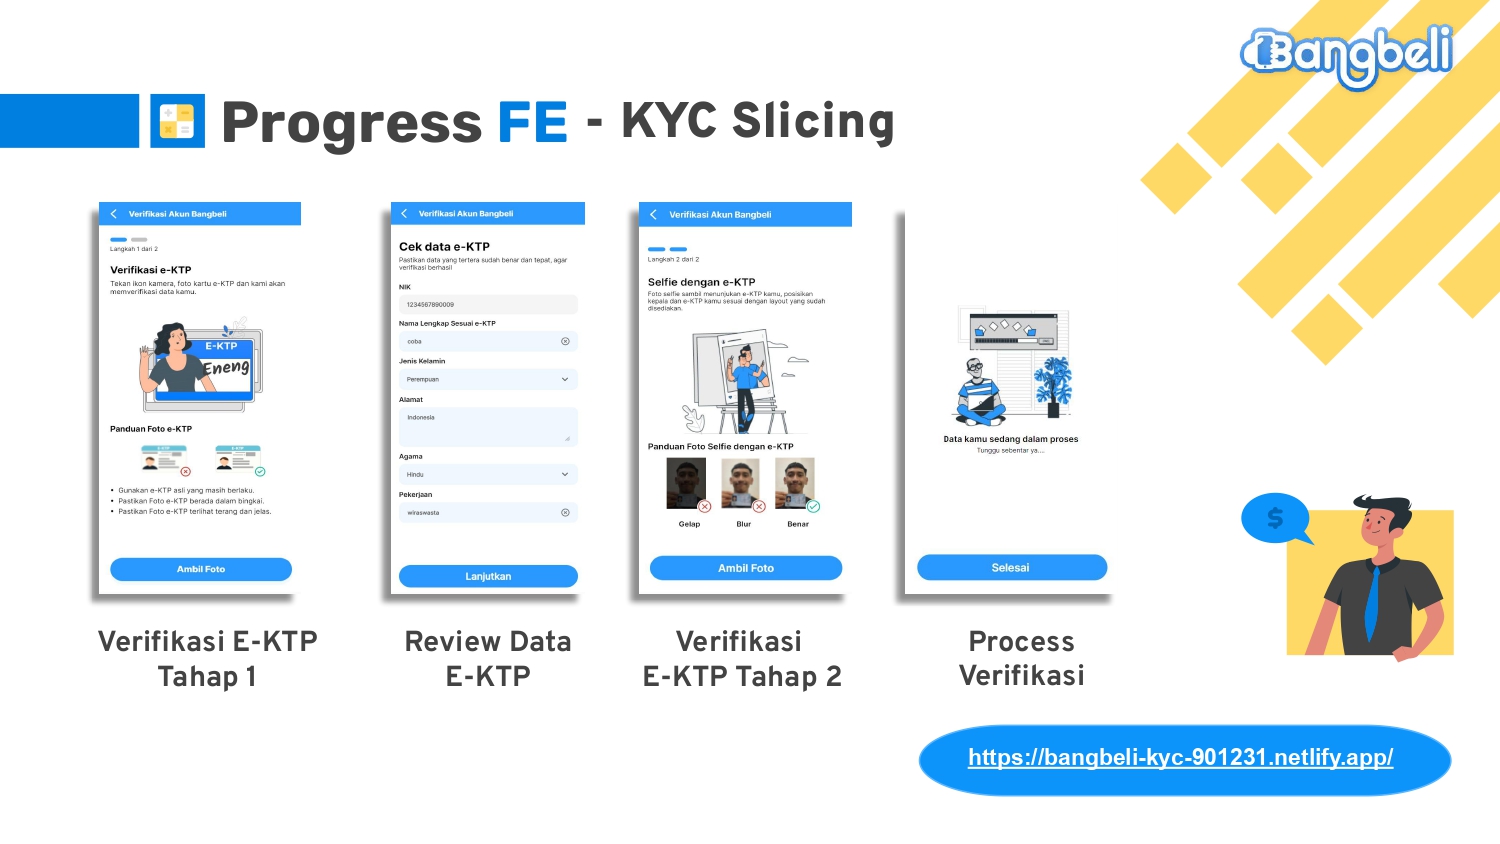 Bangbeli
Progress FE - KYC Slicing
Verifikasi Akun Bangbeli
Langkah 1 dari 2
Verifikasi e-KTP
Tekan ikon kamera, foto kartu e-KTP dan kami akan
memverifikasi data kamu.
E-KTP
Eneng
Panduan Foto e-KTP
• Gunakan e-KTP asli yang masih berlaku.
• Pastikan Foto e-KTP berada dalam bingkai.
• Pastikan Foto e-KTP terlihat terang dan jelas.
Ambil Foto
Verifikasi E-KTP
Tahap 1
Verifikasi Akun Bangbeli
Cek data e-KTP
Pastikan data yang tertera sudah benar dan tepat, agar
verifikasi berhasil
NIK
1234567890009
Nama Lengkap Sesuai e-KTP
coba
Jenis Kelamin
Perempuan
Alamat
Indonesia
Agama
Hindu
Pekerjaan
wiraswasta
Lanjutkan
Review Data
E-KTP
Verifikasi Akun Bangbeli
Langkah 2 dari 2
Selfie dengan e-KTP
Foto selfie sambil menunjukan e-KTP kamu, posisikan
kepala dan e-KTP kamu sesuai dengan layout yang sudah
disediakan.
Panduan Foto Selfie dengan e-KTP
Gelap Blur Benar
Ambil Foto
Verifikasi
E-KTP Tahap 2
Data kamu sedang dalam proses
Tunggu sebentar ya...
Selesai
Process
Verifikasi
$
https://bangbeli-kyc-901231.netlify.app/